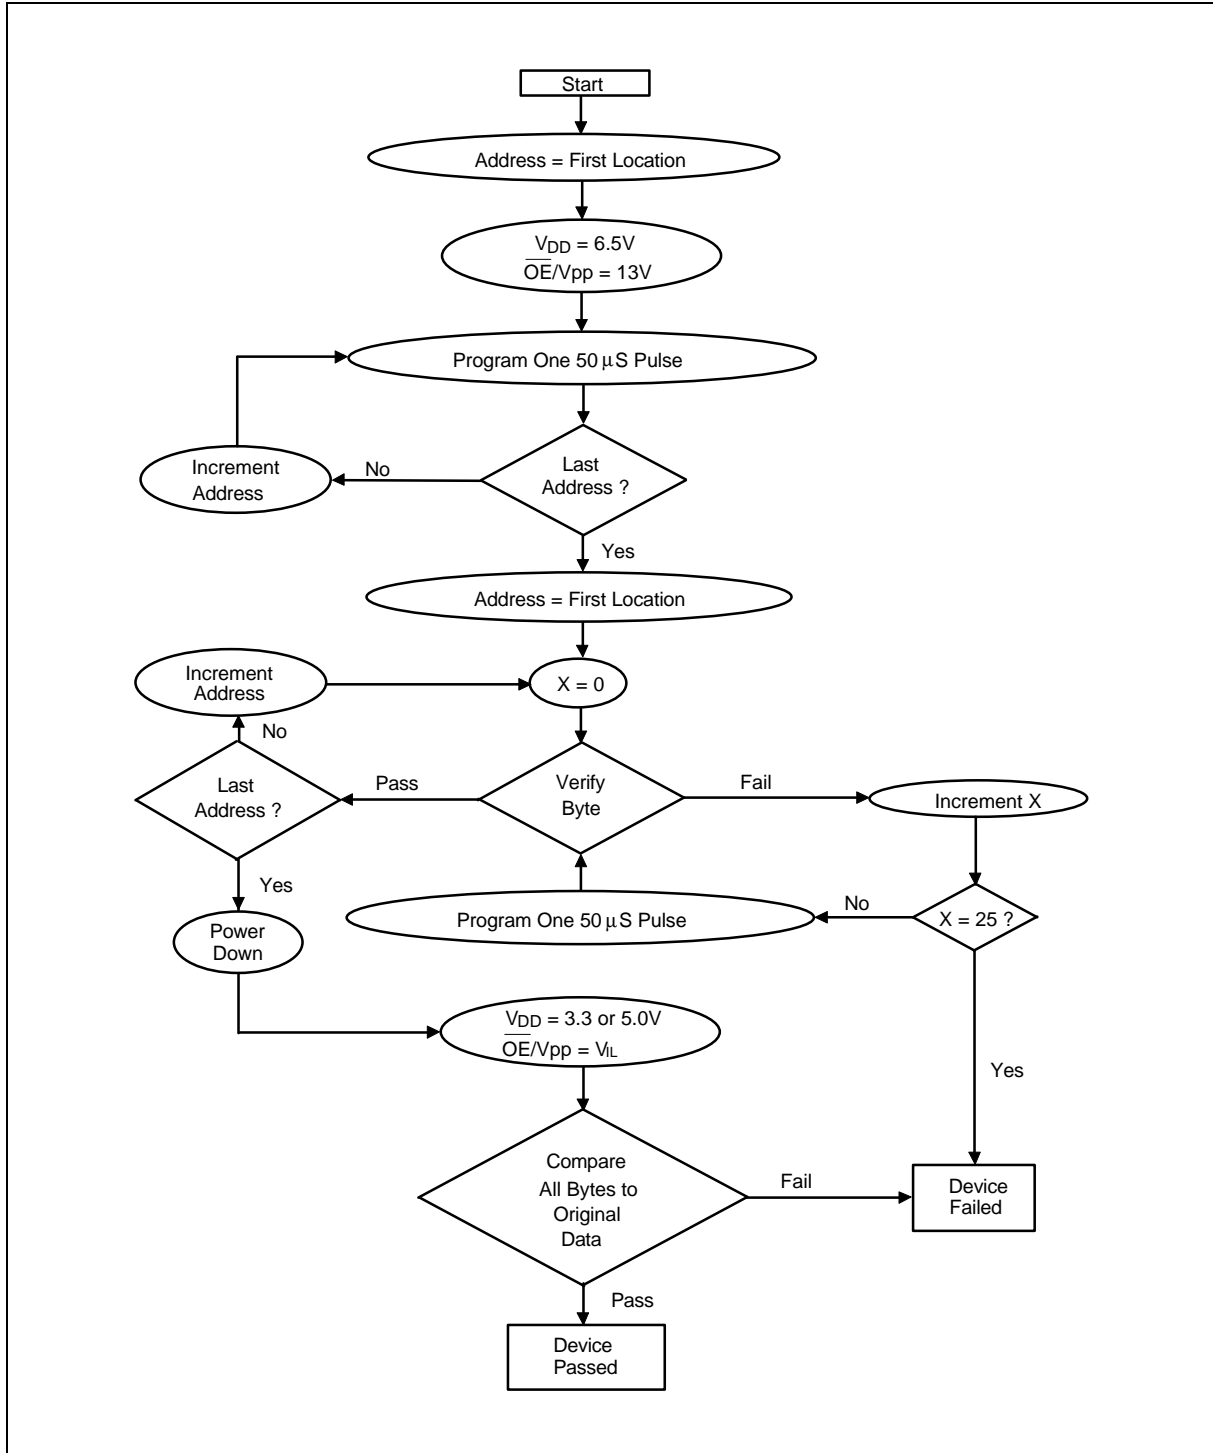 Start
Address = First Location
VDD = 6.5V
OE/Vpp = 13V
Program One 50 μS Pulse
Increment
Address
No
Last
Address ?
Yes
Address = First Location
Increment
Address
X = 0
No
Last
Address ?
Pass
Verify
Byte
Fail
Increment X
Yes
Program One 50 μS Pulse
No
X = 25 ?
Power
Down
VDD = 3.3 or 5.0V
OE/Vpp = VIL
Yes
Compare
All Bytes to
Original
Data
Fail
Device
Failed
Pass
Device
Passed